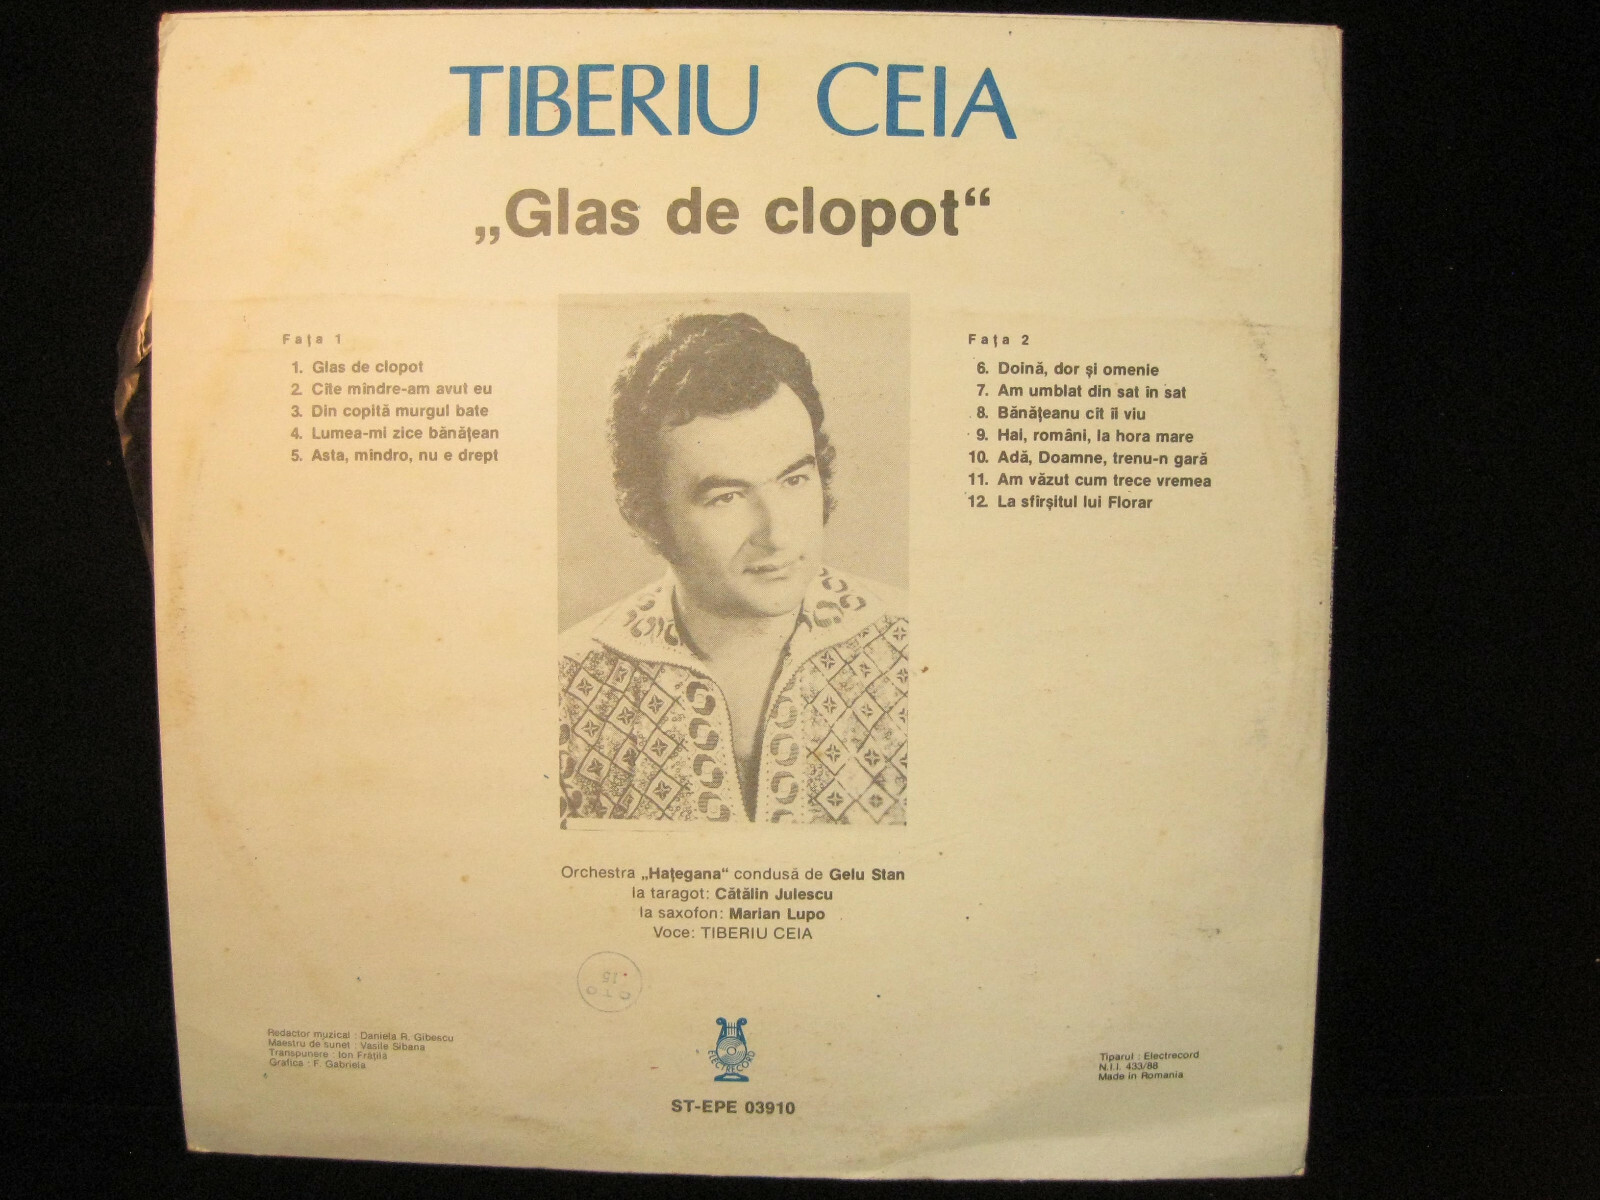 TIBERIU CEIA
„Glas de clopot“
Fața 1
1. Glas de clopot
2. Cîte mîndre-am avut eu
3. Din copită murgul bate
4. Lumea-mi zice bănățean
5. Asta, mîndro, nu e drept
Fața 2
6. Doină, dor și omenie
7. Am umblat din sat în sat
8. Bănățeanu cît îi viu
9. Hai, români, la hora mare
10. Adă, Doamne, trenu-n gară
11. Am văzut cum trece vremea
12. La sfîrșitul lui Florar
Orchestra „Hațegana“ condusă de Gelu Stan
la taragot: Cătălin Julescu
la saxofon: Marian Lupo
Voce: TIBERIU CEIA
CTC
15
Redactor muzical : Daniela R. Gibescu
Maestru de sunet : Vasile Sibana
Transpunere : Ion Frățilă
Grafica : F. Gabriela
ELECTRECORD
ST-EPE 03910
Tiparul : Electrecord
N.I.I. 433/88
Made in Romania